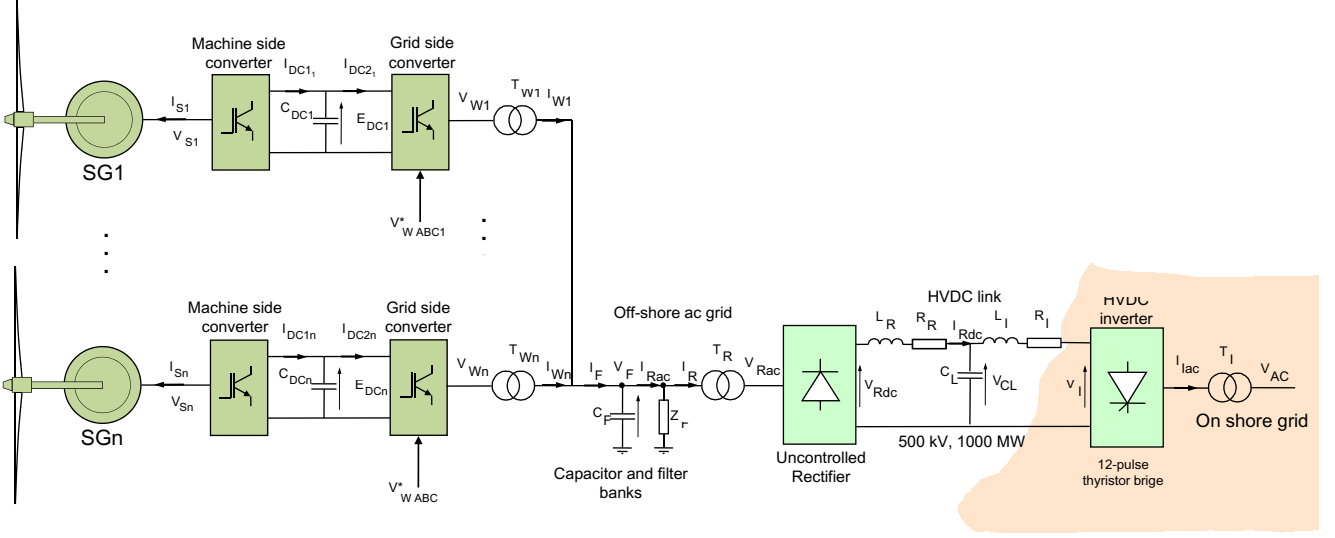 Machine side
converter
Grid side
converter
I DC1 1
I DC2 1
I S1
V S1
C DC1
E DC1
V W1
T W1
I W1
SG1
V* W ABC1
Machine side
converter
Grid side
converter
I DC1n
I DC2n
I Sn
V Sn
C DCn
E DCn
V Wn
T Wn
I Wn
SGn
V* W ABC
Off-shore ac grid
I F
V F
I Rac
I R
T R
V Rac
C F
Capacitor and filter
banks
Uncontrolled
Rectifier
HVDC link
L R
R R
I Rdc
L I
R I
V Rdc
C L
V CL
V I
500 kV, 1000 MW
HVDC
inverter
12-pulse
thyristor brige
I Iac
T I
V AC
On shore grid